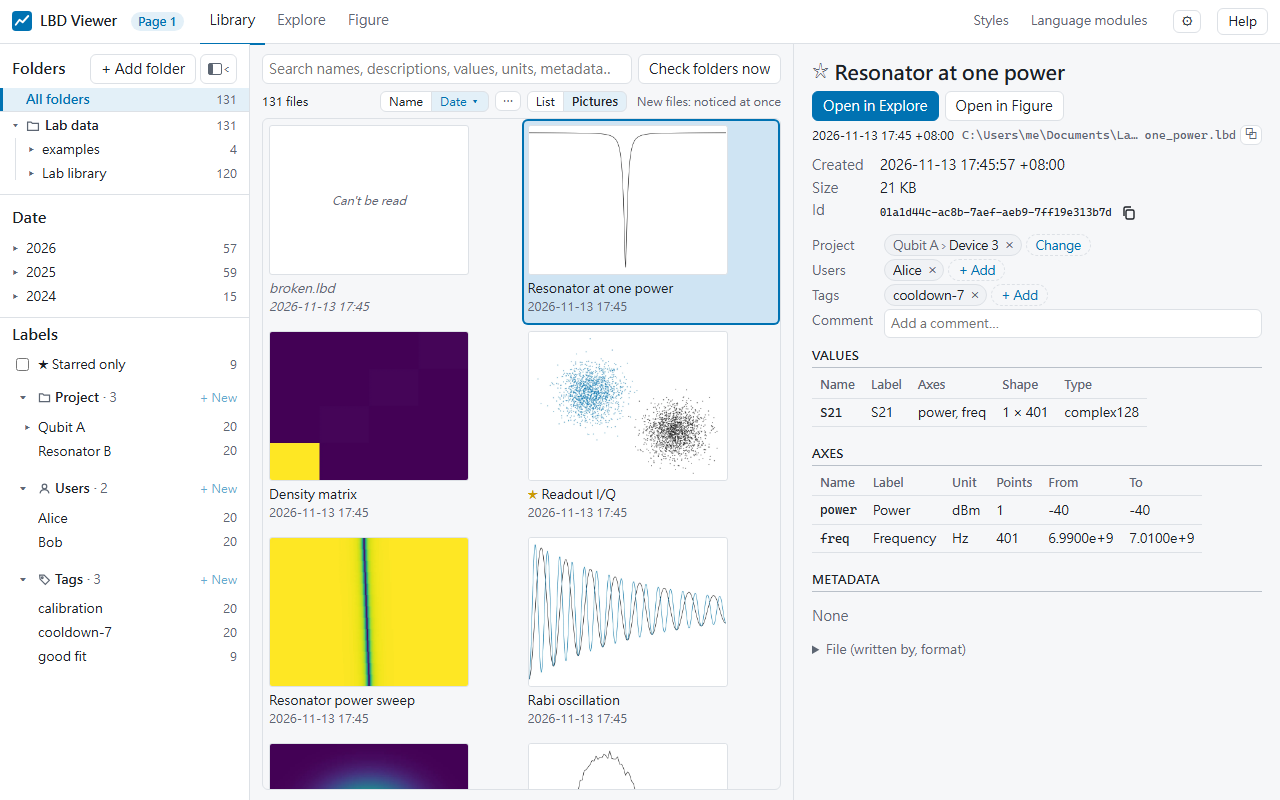 LBD Viewer Page 1 Library Explore Figure Styles Language modules Help
Folders + Add folder
All folders 131
Lab data 131
examples 4
Lab library 120
Date
2026 57
2025 59
2024 15
Labels
★ Starred only 9
Project · 3 + New
Qubit A 20
Resonator B 20
Users · 2 + New
Alice 20
Bob 20
Tags · 3 + New
calibration 20
cooldown-7 20
good fit 9
Search names, descriptions, values, units, metadata.. Check folders now
131 files Name Date ··· List Pictures New files: noticed at once
Can't be read
broken.lbd
2026-11-13 17:45
Resonator at one power
2026-11-13 17:45
Density matrix
2026-11-13 17:45
★ Readout I/Q
2026-11-13 17:45
Resonator power sweep
2026-11-13 17:45
Rabi oscillation
2026-11-13 17:45
☆ Resonator at one power
Open in Explore Open in Figure
2026-11-13 17:45 +08:00 C:\Users\me\Documents\La… one_power.lbd
Created 2026-11-13 17:45:57 +08:00
Size 21 KB
Id 01a1d44c-ac8b-7aef-aeb9-7ff19e313b7d
Project Qubit A › Device 3 × Change
Users Alice × + Add
Tags cooldown-7 × + Add
Comment Add a comment…
VALUES
Name Label Axes Shape Type
S21 S21 power, freq 1 × 401 complex128
AXES
Name Label Unit Points From To
power Power dBm 1 -40 -40
freq Frequency Hz 401 6.9900e+9 7.0100e+9
METADATA
None
File (written by, format)